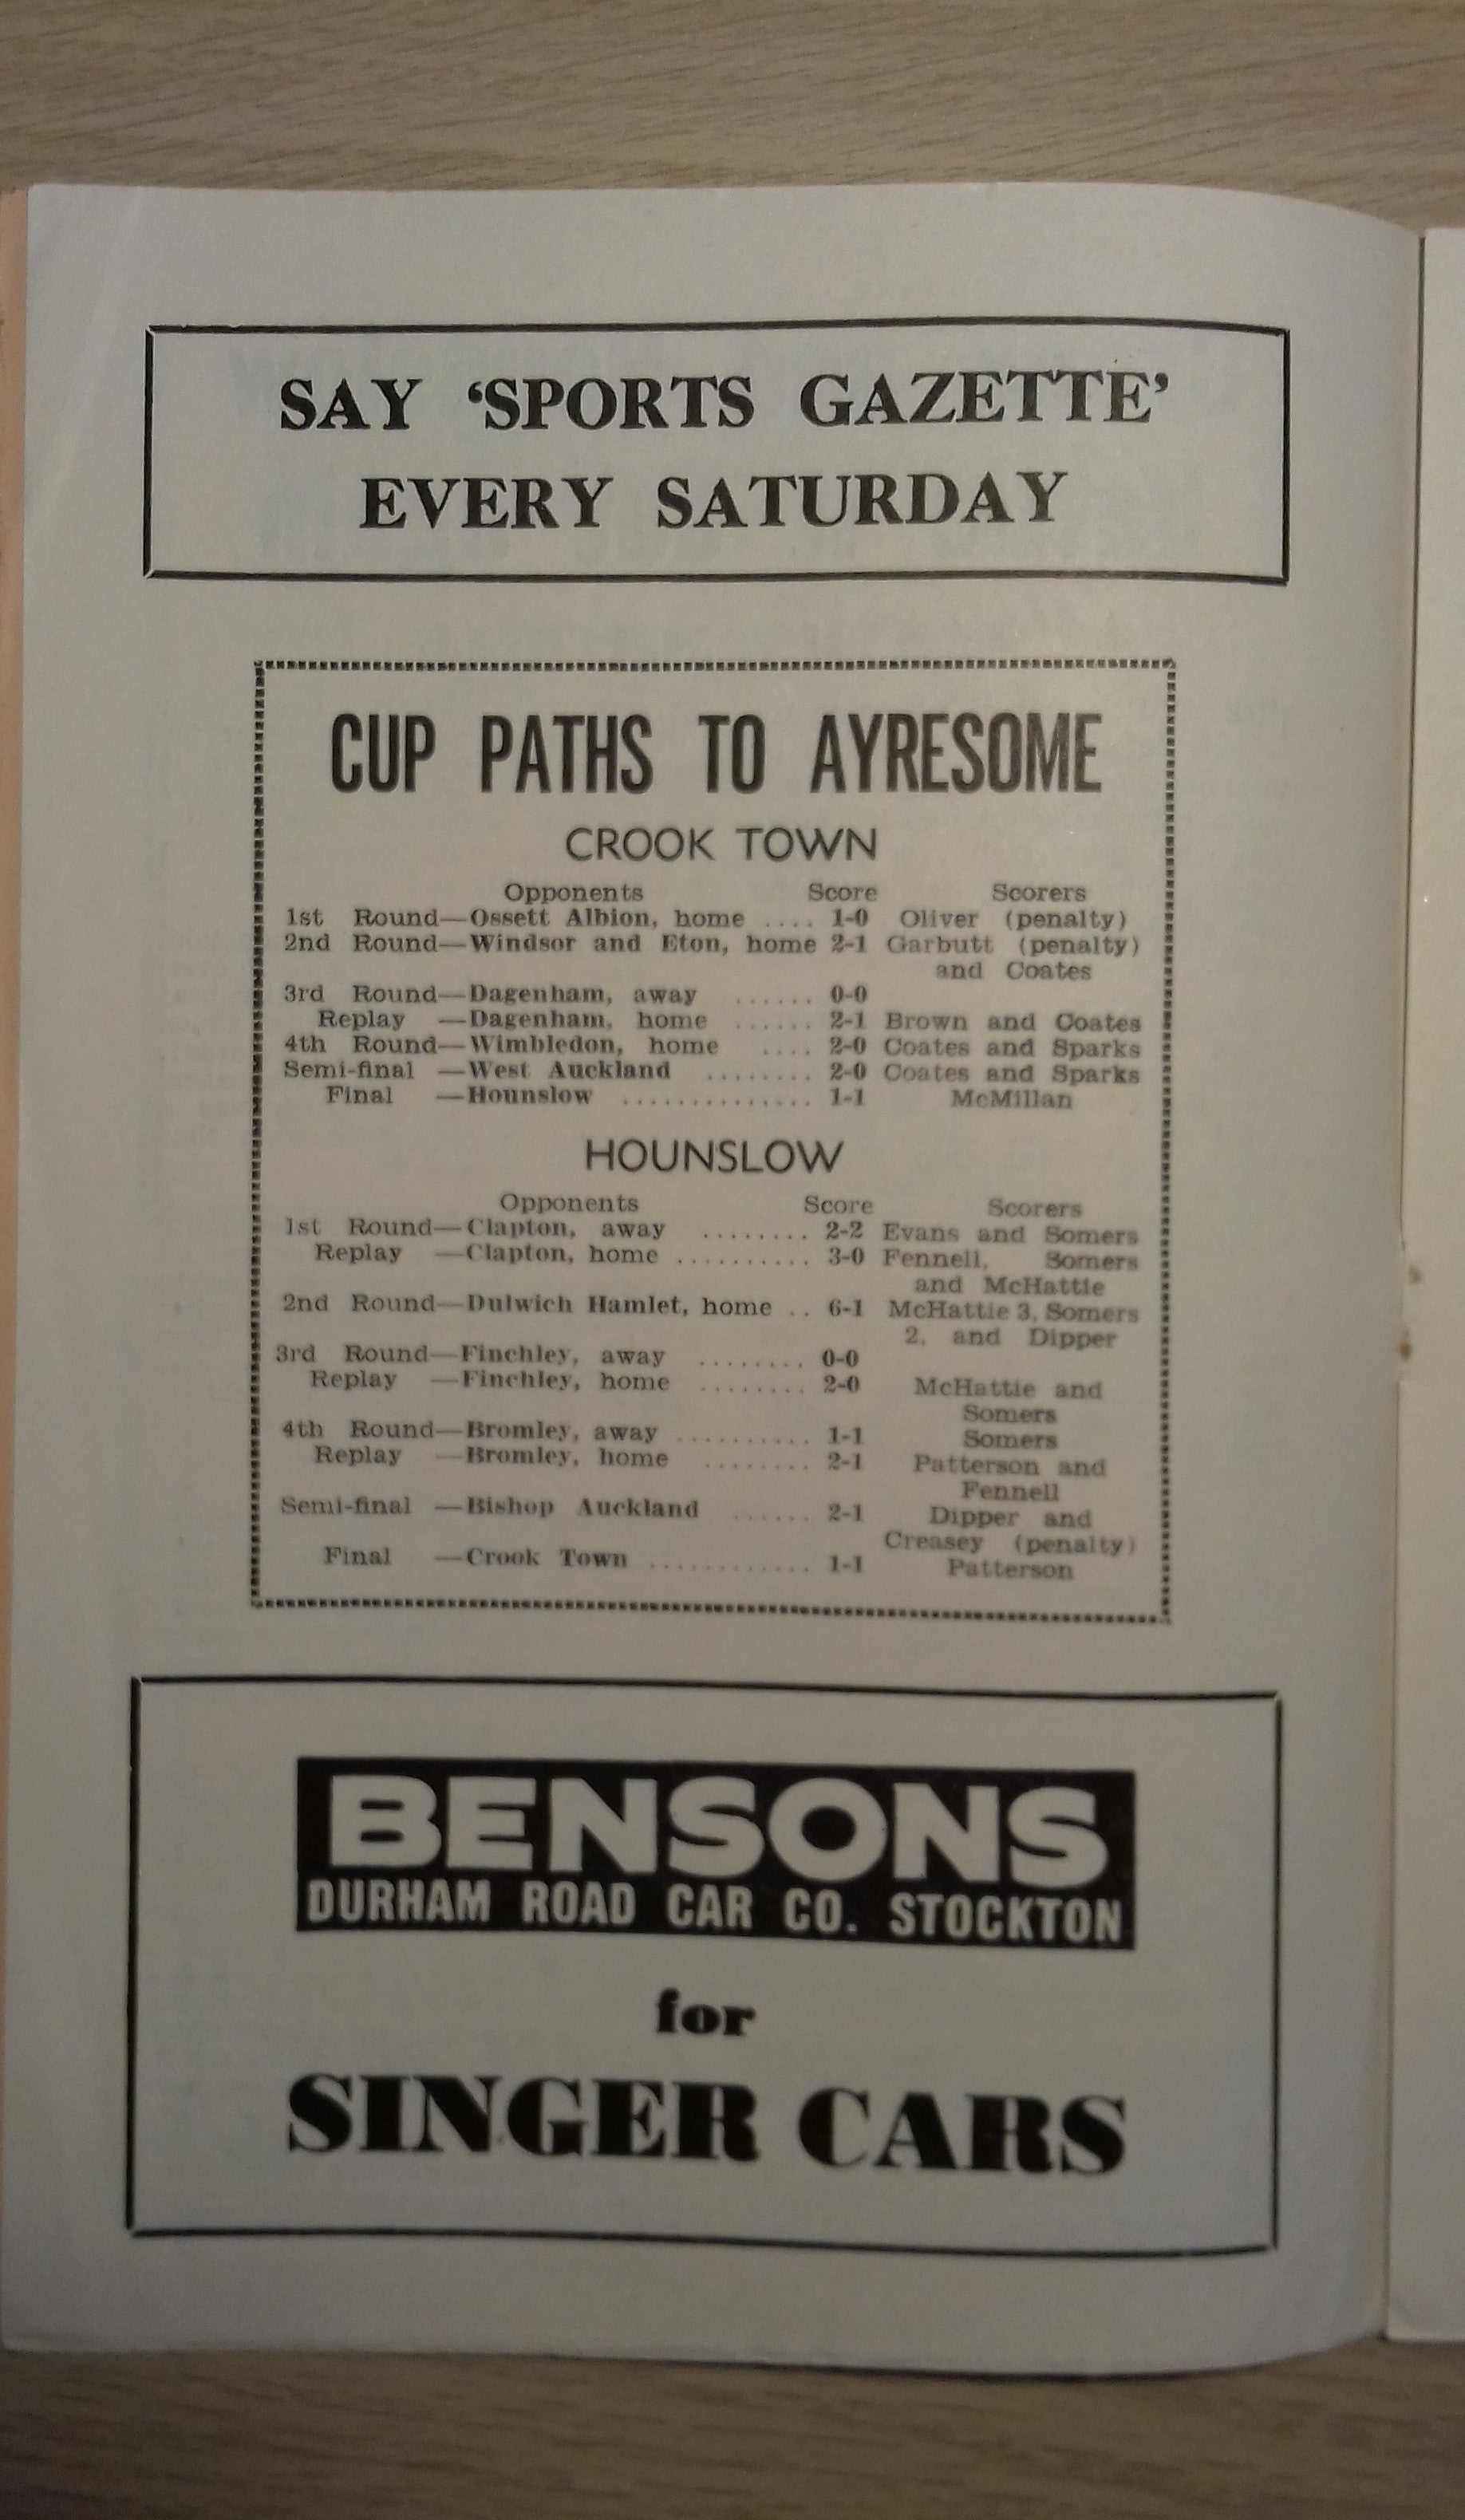 SAY ‘SPORTS GAZETTE’
EVERY SATURDAY
CUP PATHS TO AYRESOME
CROOK TOWN
Opponents Score Scorers
1st Round—Ossett Albion, home .... 1-0 Oliver (penalty)
2nd Round—Windsor and Eton, home 2-1 Garbutt (penalty)
and Coates
3rd Round—Dagenham, away ...... 0-0
Replay —Dagenham, home ...... 2-1 Brown and Coates
4th Round—Wimbledon, home .... 2-0 Coates and Sparks
Semi-final —West Auckland ........ 2-0 Coates and Sparks
Final —Hounslow .............. 1-1 McMillan
HOUNSLOW
Opponents Score Scorers
1st Round—Clapton, away ........ 2-2 Evans and Somers
Replay —Clapton, home .......... 3-0 Fennell, Somers
and McHattie
2nd Round—Dulwich Hamlet, home .. 6-1 McHattie 3, Somers
2, and Dipper
3rd Round—Finchley, away ........ 0-0
Replay —Finchley, home ........ 2-0 McHattie and
Somers
4th Round—Bromley, away .......... 1-1 Somers
Replay —Bromley, home ........ 2-1 Patterson and
Fennell
Semi-final —Bishop Auckland ...... 2-1 Dipper and
Creasey (penalty)
Final —Crook Town ............ 1-1 Patterson
BENSONS
DURHAM ROAD CAR CO. STOCKTON
for
SINGER CARS